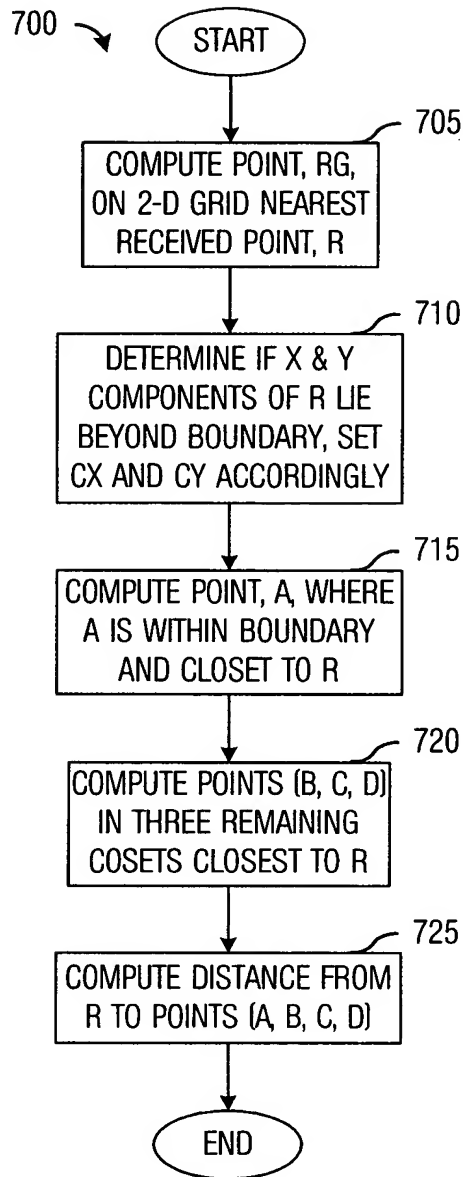 700
START
705
COMPUTE POINT, RG,
ON 2-D GRID NEAREST
RECEIVED POINT, R
710
DETERMINE IF X & Y
COMPONENTS OF R LIE
BEYOND BOUNDARY, SET
CX AND CY ACCORDINGLY
715
COMPUTE POINT, A, WHERE
A IS WITHIN BOUNDARY
AND CLOSET TO R
720
COMPUTE POINTS (B, C, D)
IN THREE REMAINING
COSETS CLOSEST TO R
725
COMPUTE DISTANCE FROM
R TO POINTS (A, B, C, D)
END